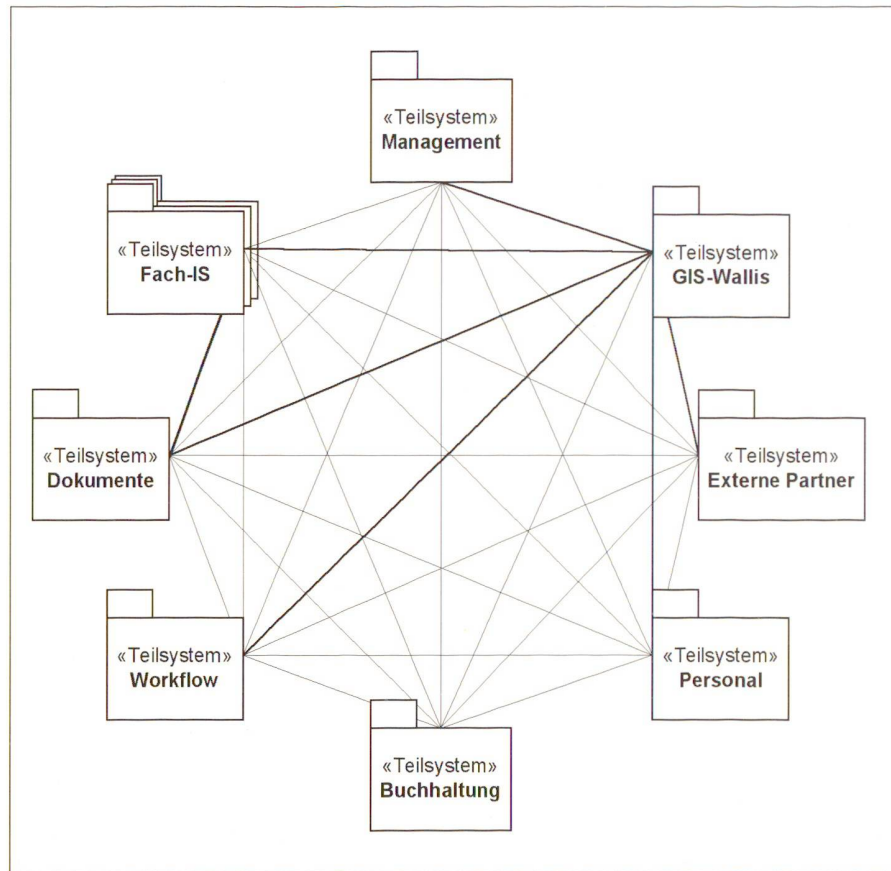 «Teilsystem»
Management
«Teilsystem»
Fach-IS
«Teilsystem»
GIS-Wallis
«Teilsystem»
Dokumente
«Teilsystem»
Externe Partner
«Teilsystem»
Workflow
«Teilsystem»
Personal
«Teilsystem»
Buchhaltung